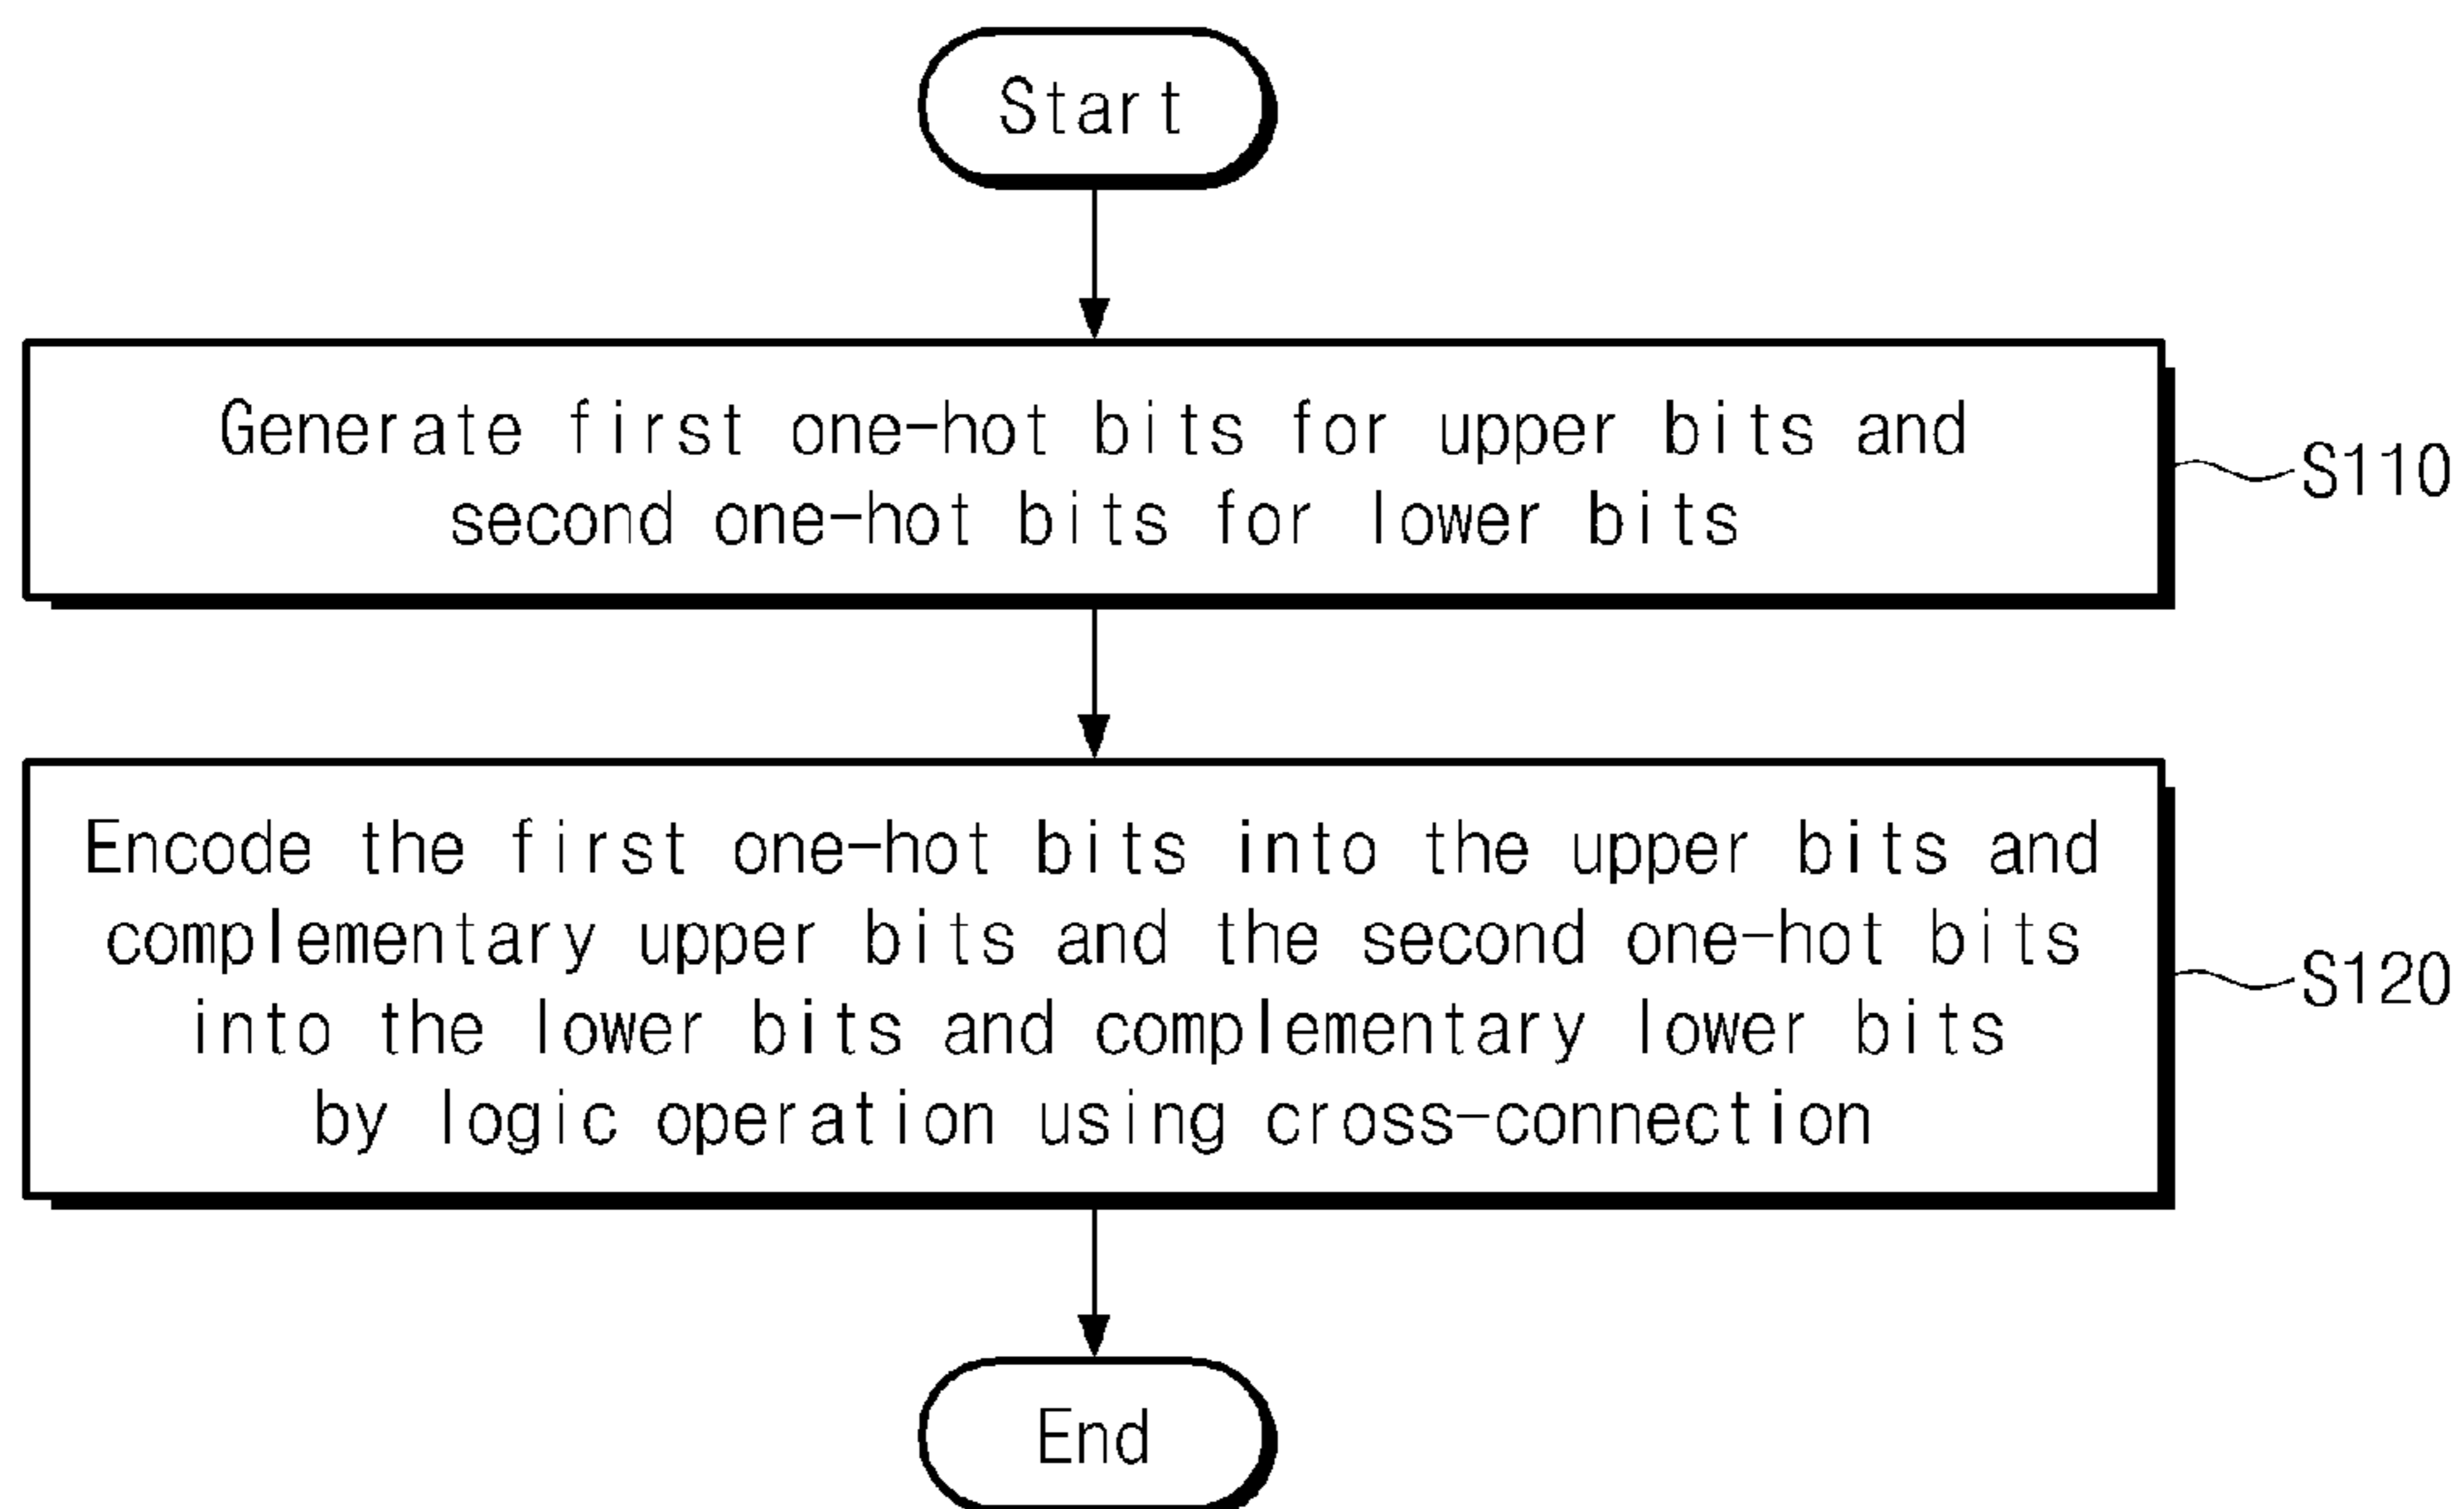 Start
Generate first one-hot bits for upper bits and
second one-hot bits for lower bits
S110
Encode the first one-hot bits into the upper bits and
complementary upper bits and the second one-hot bits
into the lower bits and complementary lower bits
by logic operation using cross-connection
S120
End